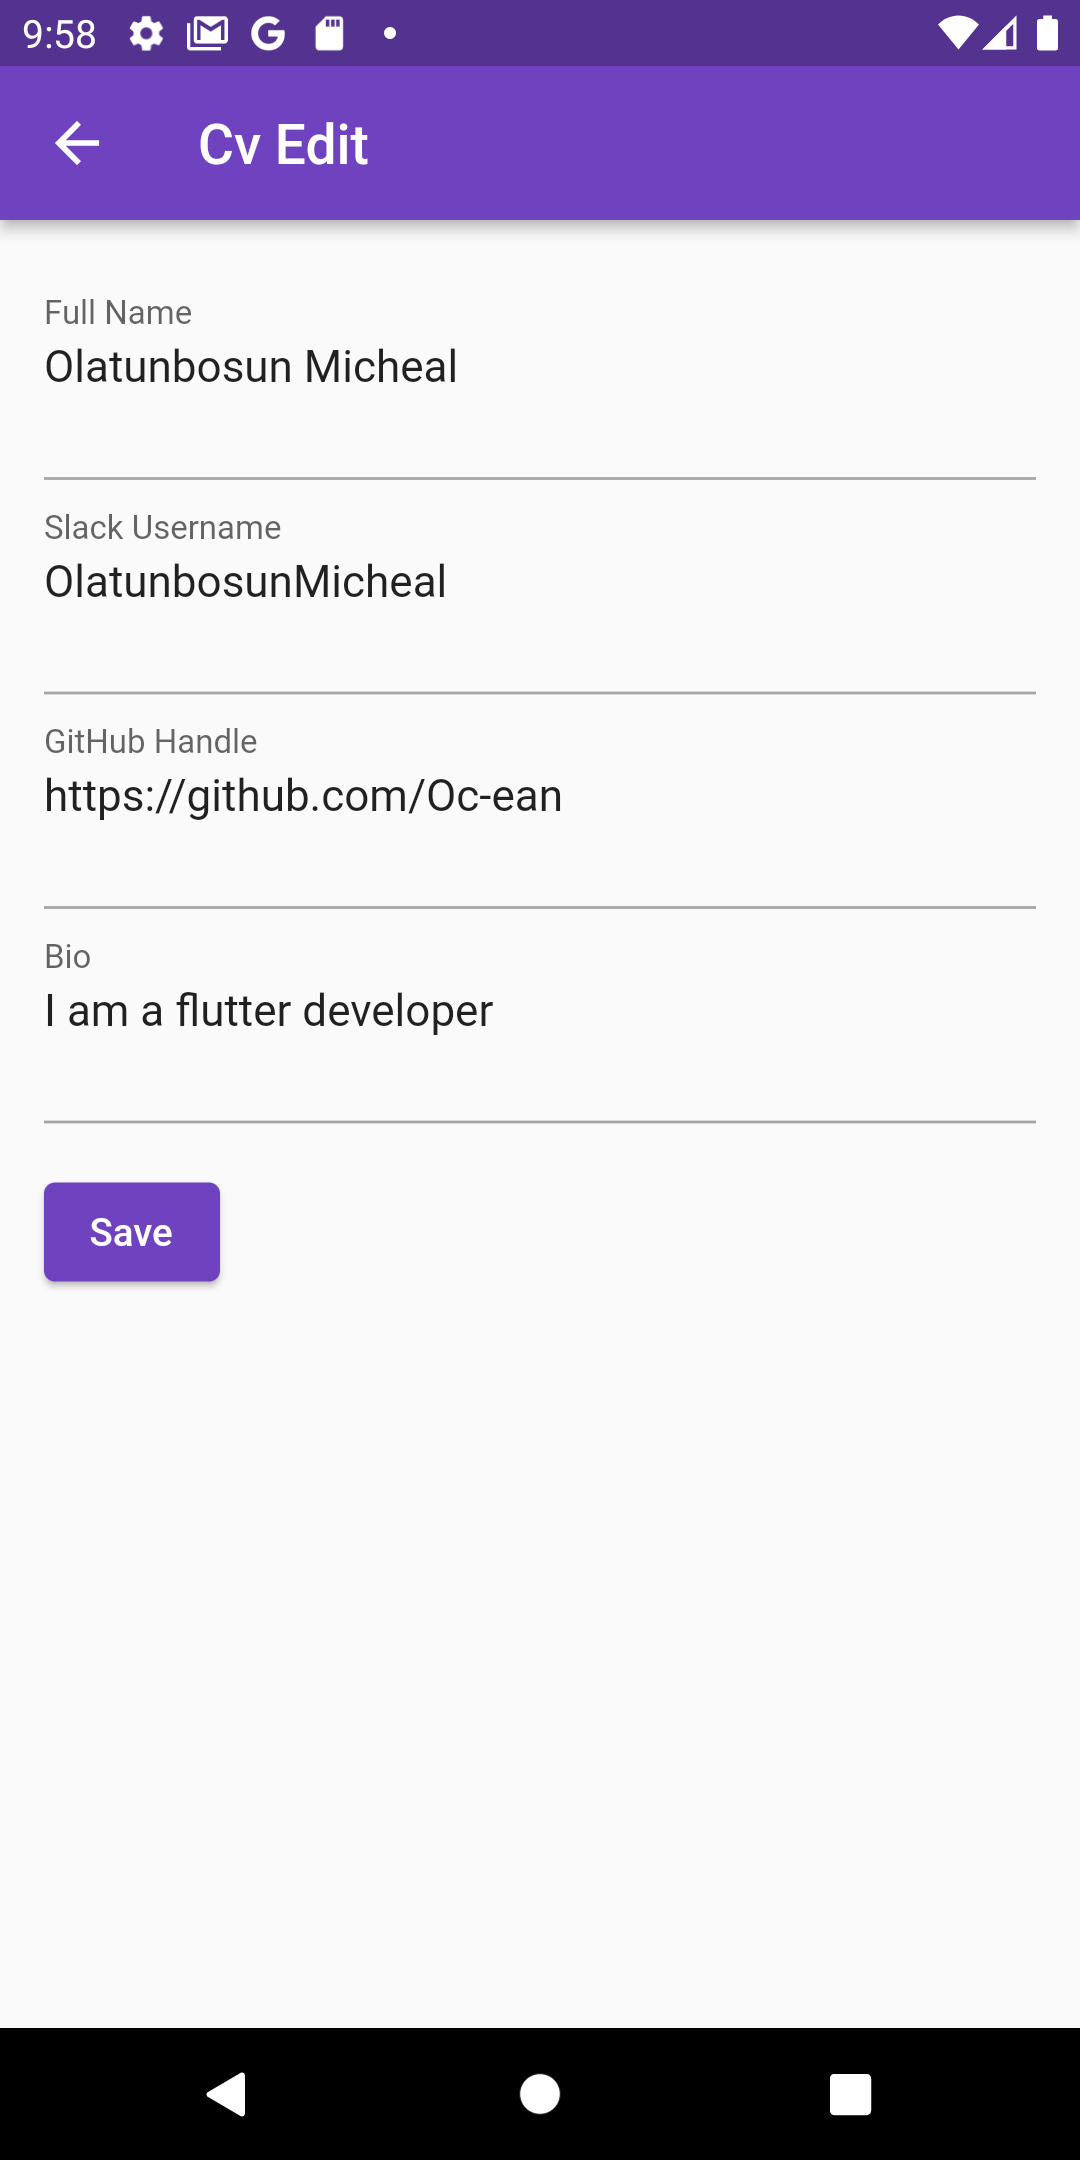 9:58
Cv Edit
Full Name
Olatunbosun Micheal
Slack Username
OlatunbosunMicheal
GitHub Handle
https://github.com/Oc-ean
Bio
I am a flutter developer
Save